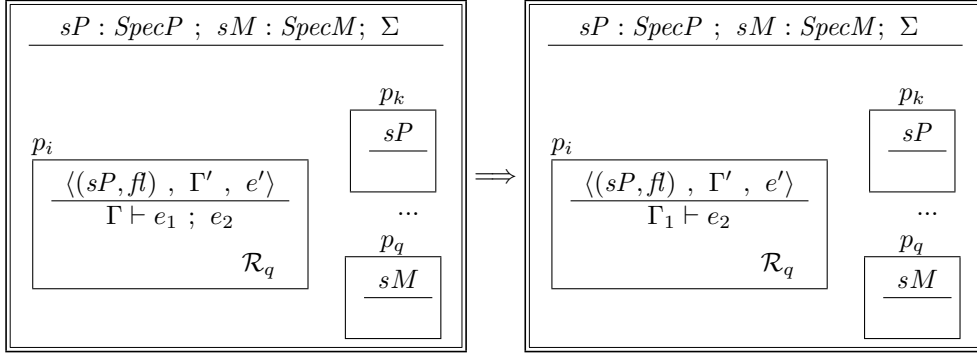 sP : SpecP ; sM : SpecM; Σ
p_k
sP
p_i
⟨(sP, fl) , Γ′ , e′⟩
Γ ⊢ e_1 ; e_2
R_q
...
p_q
sM
⟹
sP : SpecP ; sM : SpecM; Σ
p_k
sP
p_i
⟨(sP, fl) , Γ′ , e′⟩
Γ_1 ⊢ e_2
R_q
...
p_q
sM